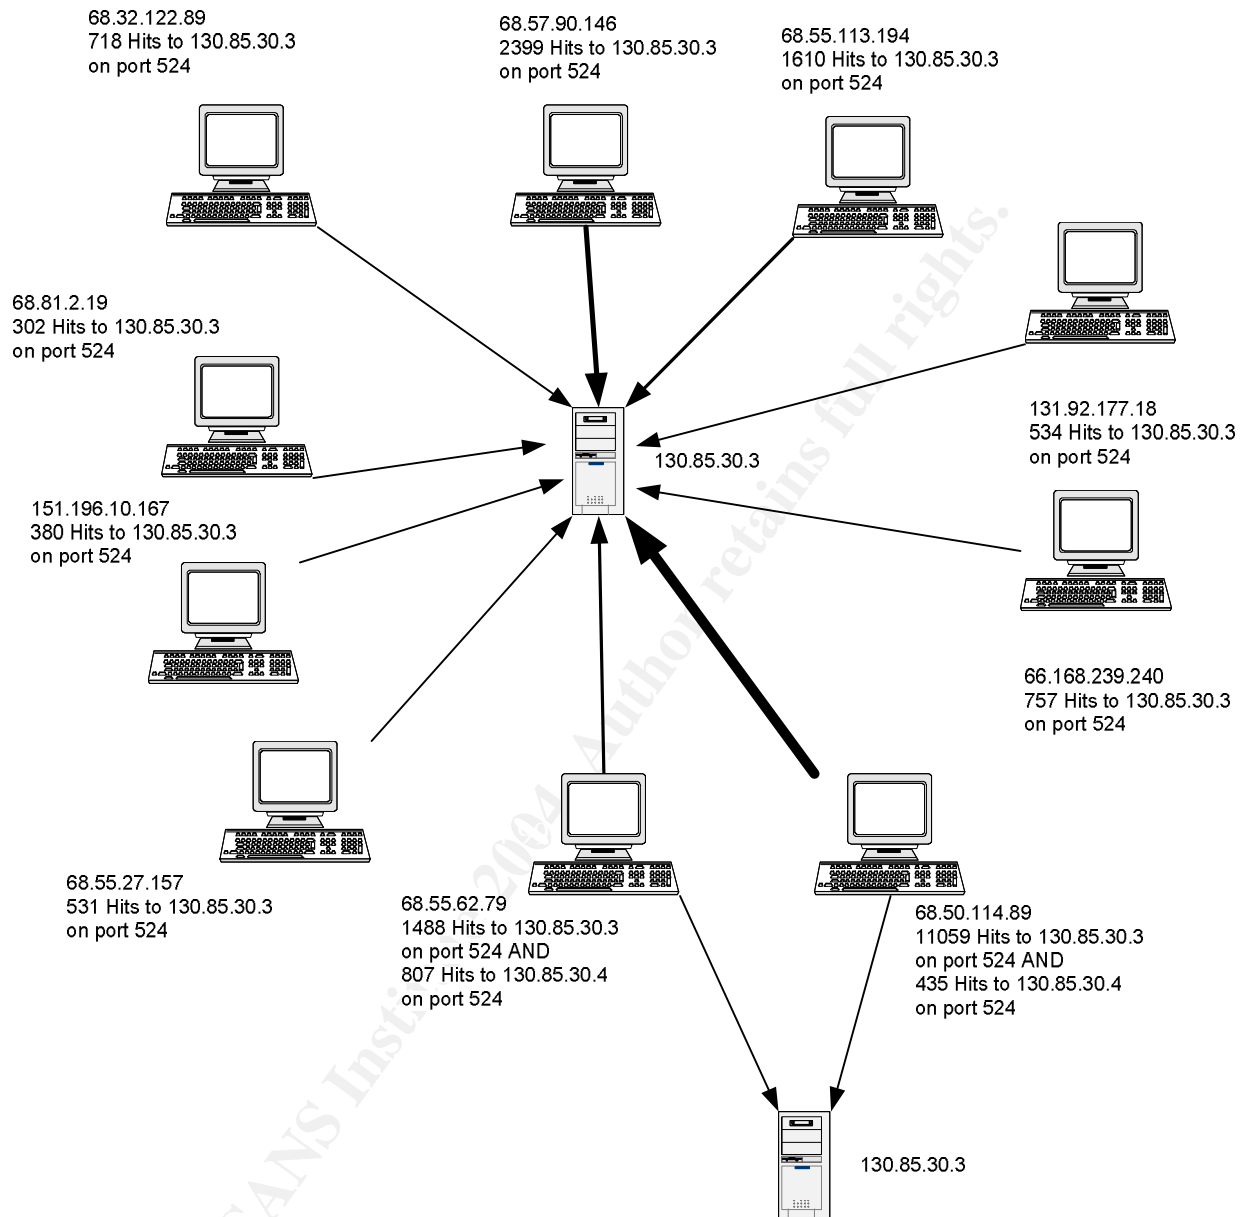 68.32.122.89
718 Hits to 130.85.30.3
on port 524
68.57.90.146
2399 Hits to 130.85.30.3
on port 524
68.55.113.194
1610 Hits to 130.85.30.3
on port 524
68.81.2.19
302 Hits to 130.85.30.3
on port 524
131.92.177.18
534 Hits to 130.85.30.3
on port 524
130.85.30.3
151.196.10.167
380 Hits to 130.85.30.3
on port 524
66.168.239.240
757 Hits to 130.85.30.3
on port 524
68.55.27.157
531 Hits to 130.85.30.3
on port 524
68.55.62.79
1488 Hits to 130.85.30.3
on port 524 AND
807 Hits to 130.85.30.4
on port 524
68.50.114.89
11059 Hits to 130.85.30.3
on port 524 AND
435 Hits to 130.85.30.4
on port 524
130.85.30.3
SANS Institute 2004, Author retains full rights.